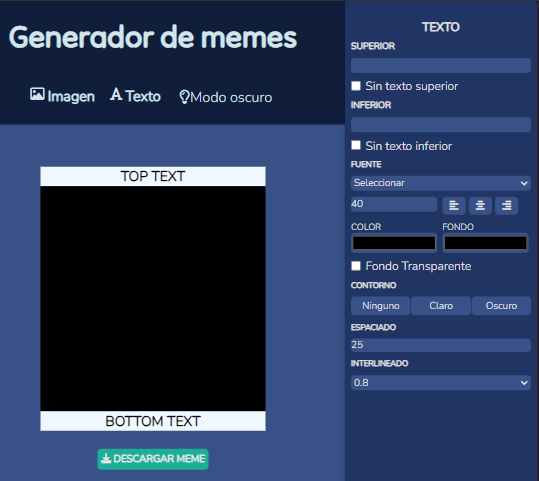 Generador de memes
Imagen
Texto
Modo oscuro
TOP TEXT
BOTTOM TEXT
DESCARGAR MEME
TEXTO
SUPERIOR
Sin texto superior
INFERIOR
Sin texto inferior
FUENTE
Seleccionar
40
COLOR FONDO
Fondo Transparente
CONTORNO
Ninguno Claro Oscuro
ESPACIADO
25
INTERLINEADO
0.8